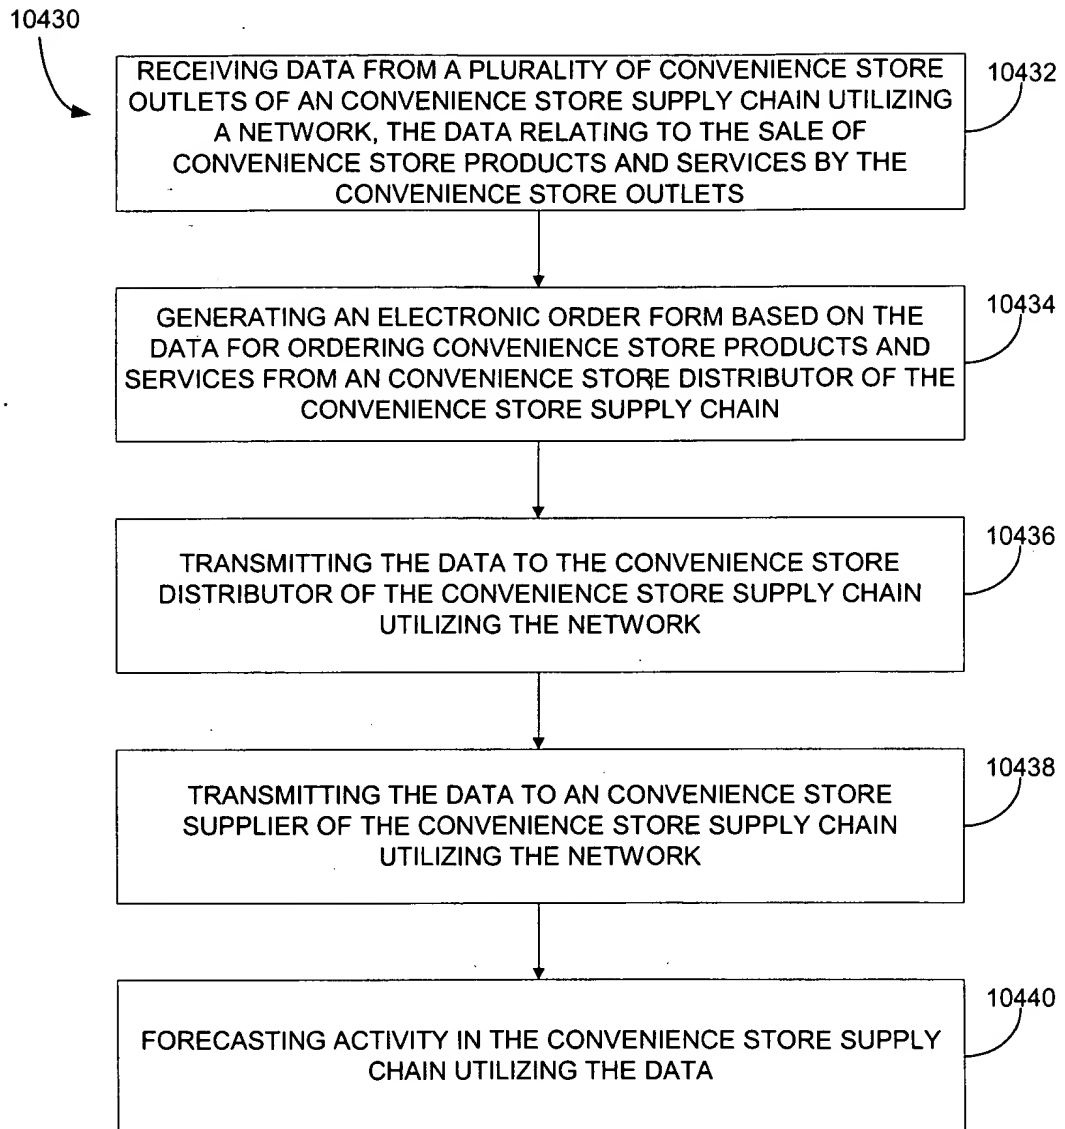 10430
RECEIVING DATA FROM A PLURALITY OF CONVENIENCE STORE
OUTLETS OF AN CONVENIENCE STORE SUPPLY CHAIN UTILIZING
A NETWORK, THE DATA RELATING TO THE SALE OF
CONVENIENCE STORE PRODUCTS AND SERVICES BY THE
CONVENIENCE STORE OUTLETS
10432
GENERATING AN ELECTRONIC ORDER FORM BASED ON THE
DATA FOR ORDERING CONVENIENCE STORE PRODUCTS AND
SERVICES FROM AN CONVENIENCE STORE DISTRIBUTOR OF THE
CONVENIENCE STORE SUPPLY CHAIN
10434
TRANSMITTING THE DATA TO THE CONVENIENCE STORE
DISTRIBUTOR OF THE CONVENIENCE STORE SUPPLY CHAIN
UTILIZING THE NETWORK
10436
TRANSMITTING THE DATA TO AN CONVENIENCE STORE
SUPPLIER OF THE CONVENIENCE STORE SUPPLY CHAIN
UTILIZING THE NETWORK
10438
FORECASTING ACTIVITY IN THE CONVENIENCE STORE SUPPLY
CHAIN UTILIZING THE DATA
10440